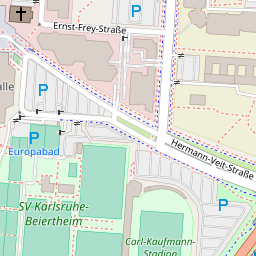 Ernst-Frey-Straße
P
P
alle
P
Hermann-Veit-Straße
Europabad
P
SV Karlsruhe-
Beiertheim
Carl-Kaufmann-
Stadion